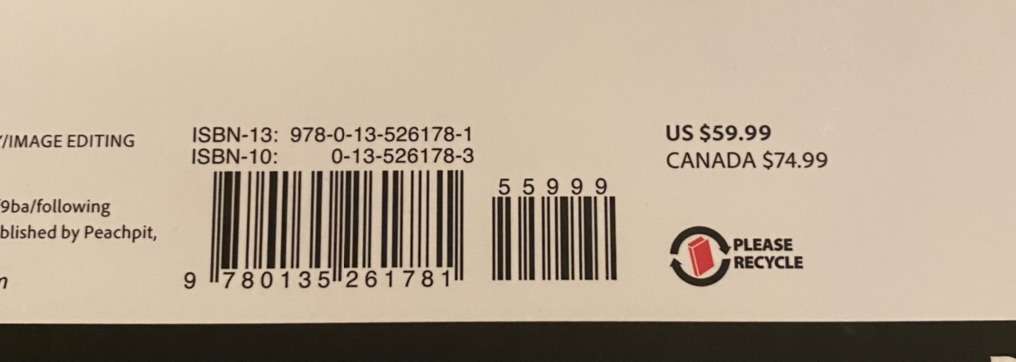 /IMAGE EDITING
9ba/following
blished by Peachpit,
ISBN-13: 978-0-13-526178-1
ISBN-10: 0-13-526178-3
9 780135 261781
55999
US $59.99
CANADA $74.99
PLEASE
RECYCLE